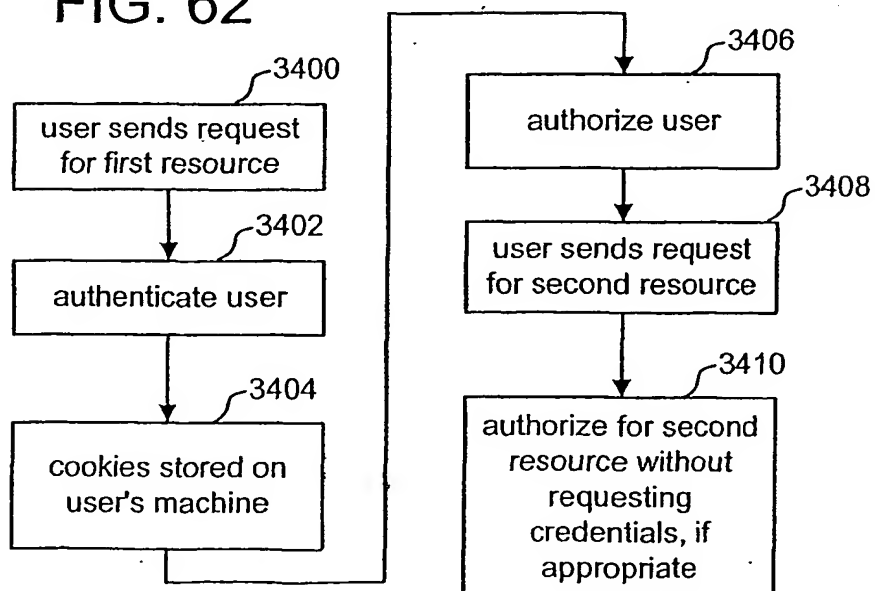 FIG. 62
3400
user sends request
for first resource
3402
authenticate user
3404
cookies stored on
user's machine
3406
authorize user
3408
user sends request
for second resource
3410
authorize for second
resource without
requesting
credentials, if
appropriate